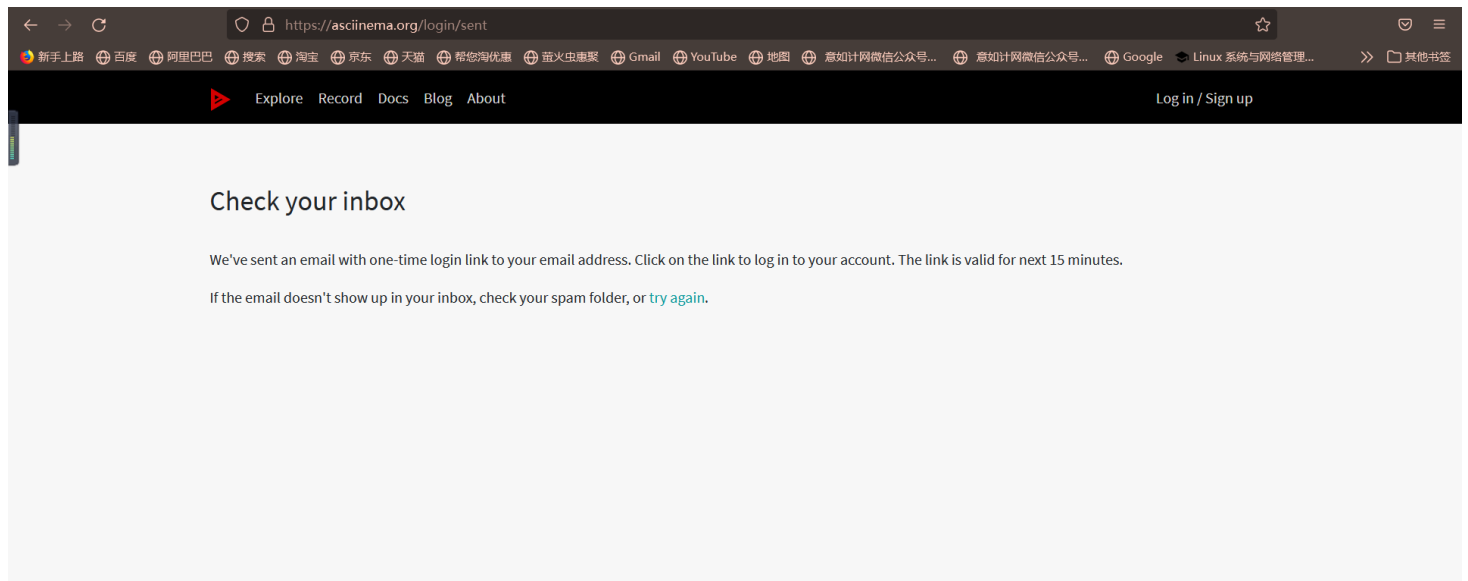 https://asciinema.org/login/sent
新手上路 百度 阿里巴巴 搜索 淘宝 京东 天猫 帮您淘优惠 萤火虫惠聚 Gmail YouTube 地图 意如计网微信公众号... 意如计网微信公众号... Google Linux 系统与网络管理... 其他书签
Explore Record Docs Blog About Log in / Sign up
Check your inbox
We've sent an email with one-time login link to your email address. Click on the link to log in to your account. The link is valid for next 15 minutes.
If the email doesn't show up in your inbox, check your spam folder, or try again.